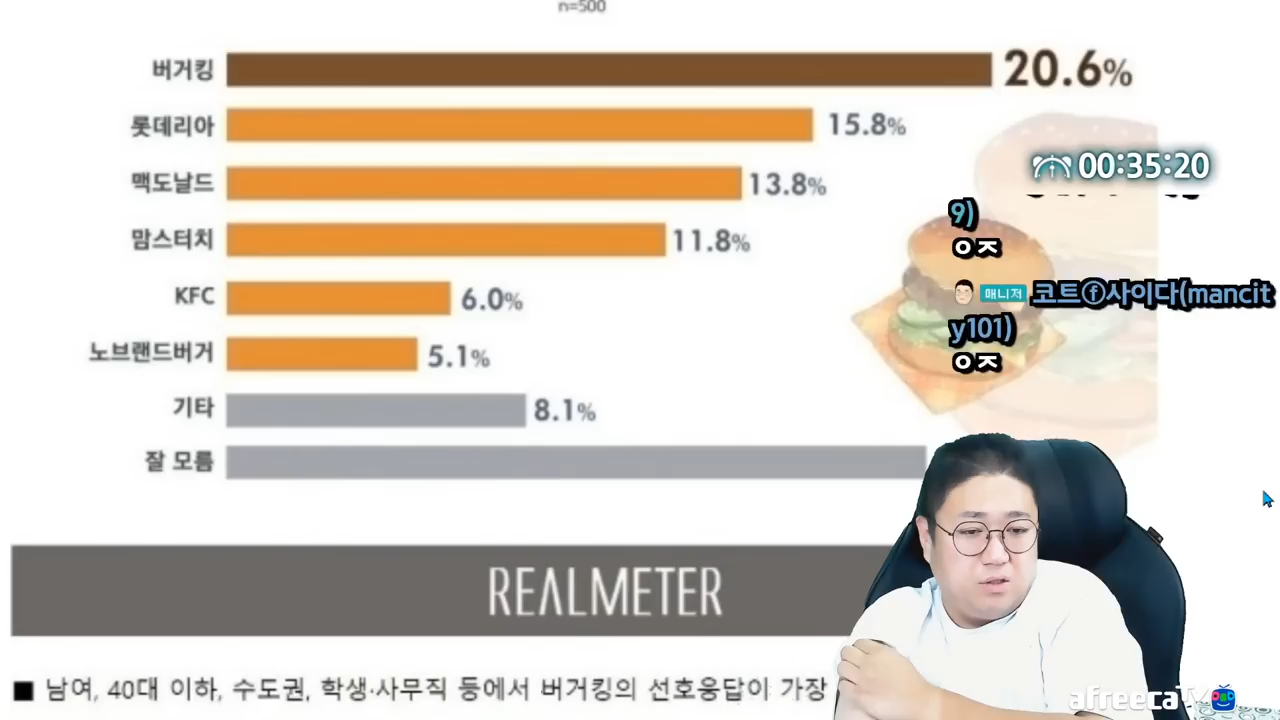 n=500
버거킹 20.6%
롯데리아 15.8%
맥도날드 13.8%
맘스터치 11.8%
KFC 6.0%
노브랜드버거 5.1%
기타 8.1%
잘 모름
00:35:20
9)
ㅇㅈ
매니저 코트ⓕ사이다(mancit
y101)
ㅇㅈ
REALMETER
■ 남여, 40대 이하, 수도권, 학생·사무직 등에서 버거킹의 선호응답이 가장
afreecaTV